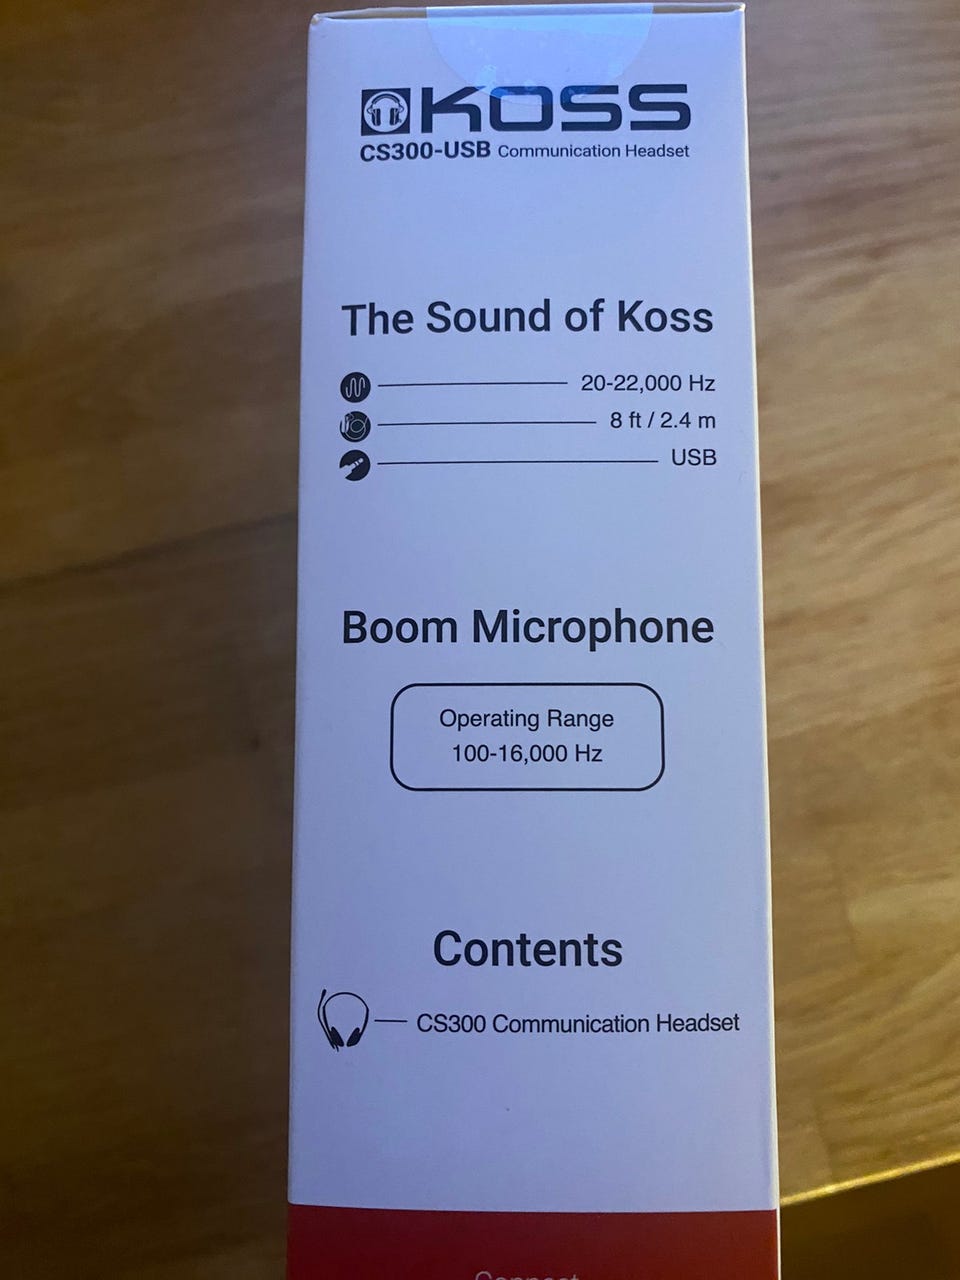 KOSS
CS300-USB Communication Headset
The Sound of Koss
20-22,000 Hz
8 ft / 2.4 m
USB
Boom Microphone
Operating Range
100-16,000 Hz
Contents
CS300 Communication Headset
Connect